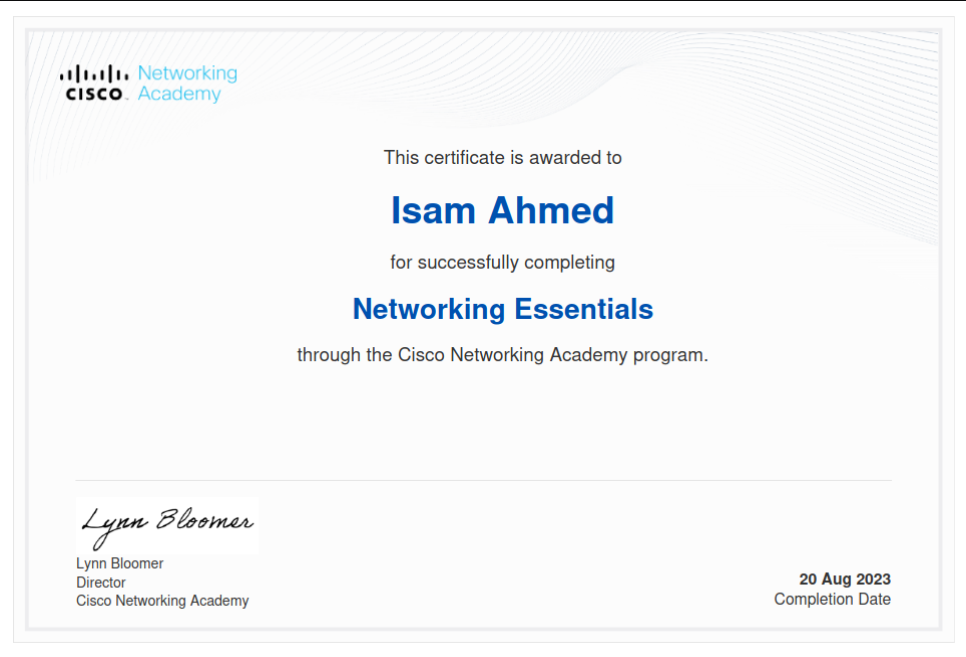 Networking
CISCO Academy
This certificate is awarded to
Isam Ahmed
for successfully completing
Networking Essentials
through the Cisco Networking Academy program.
Lynn Bloomer
Lynn Bloomer
Director
Cisco Networking Academy
20 Aug 2023
Completion Date